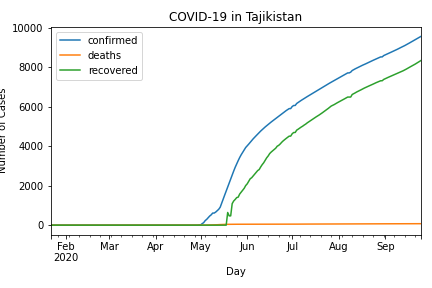 COVID-19 in Tajikistan
confirmed
deaths
recovered
10000
8000
6000
4000
2000
0
Number of Cases
Feb Mar Apr May Jun Jul Aug Sep
2020
Day